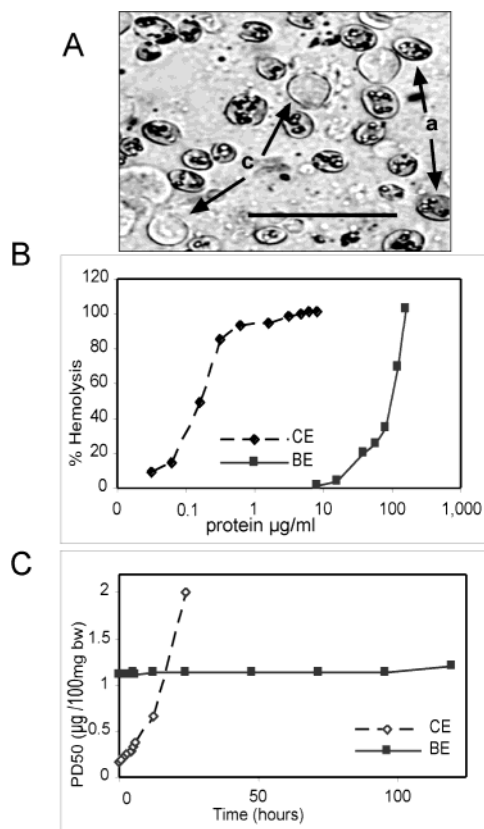 A
a
c
B
120
100
80
60
40
20
0
% Hemolysis
CE
BE
0 0.1 1 10 100 1,000
protein µg/ml
C
2
1.5
1
0.5
0
PD50 (µg /100mg bw)
CE
BE
0 50 100
Time (hours)